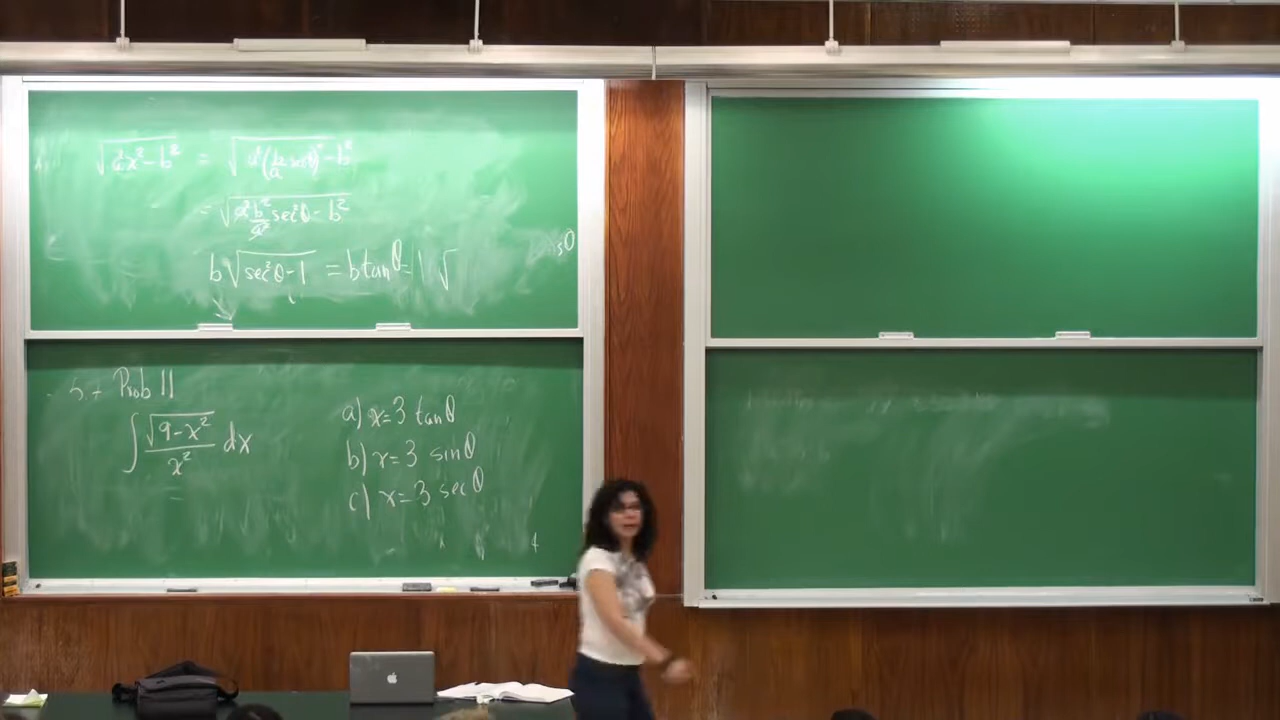 √(a²x²-b²) = √(a²(b/a secθ)²-b²)
= √(a²b²/a² sec²θ-b²)
b√(sec²θ-1) = b tanθ = | √
sθ
Prob 11
∫ √(9-x²)/x² dx
a) x=3 tanθ
b) x=3 sinθ
c) x=3 secθ